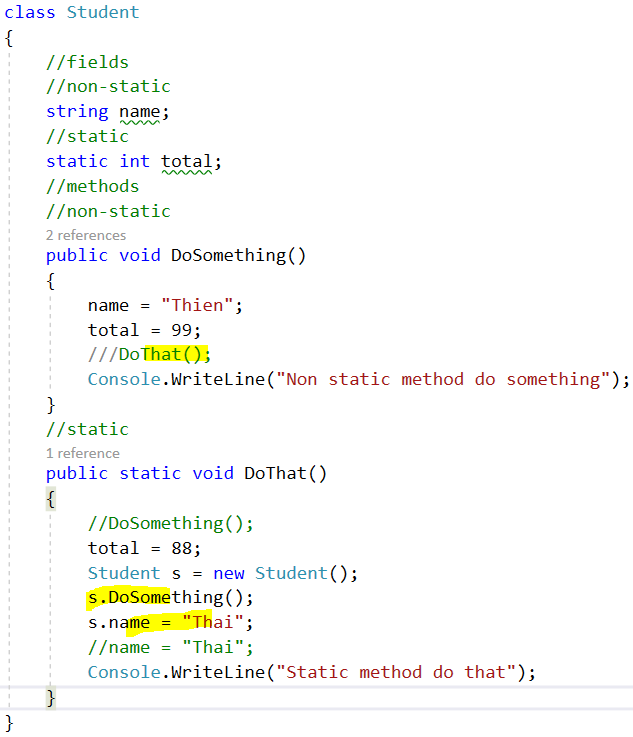 class Student
{
//fields
//non-static
string name;
//static
static int total;
//methods
//non-static
2 references
public void DoSomething()
{
name = "Thien";
total = 99;
///DoThat();
Console.WriteLine("Non static method do something");
}
//static
1 reference
public static void DoThat()
{
//DoSomething();
total = 88;
Student s = new Student();
s.DoSomething();
s.name = "Thai";
//name = "Thai";
Console.WriteLine("Static method do that");
}
}